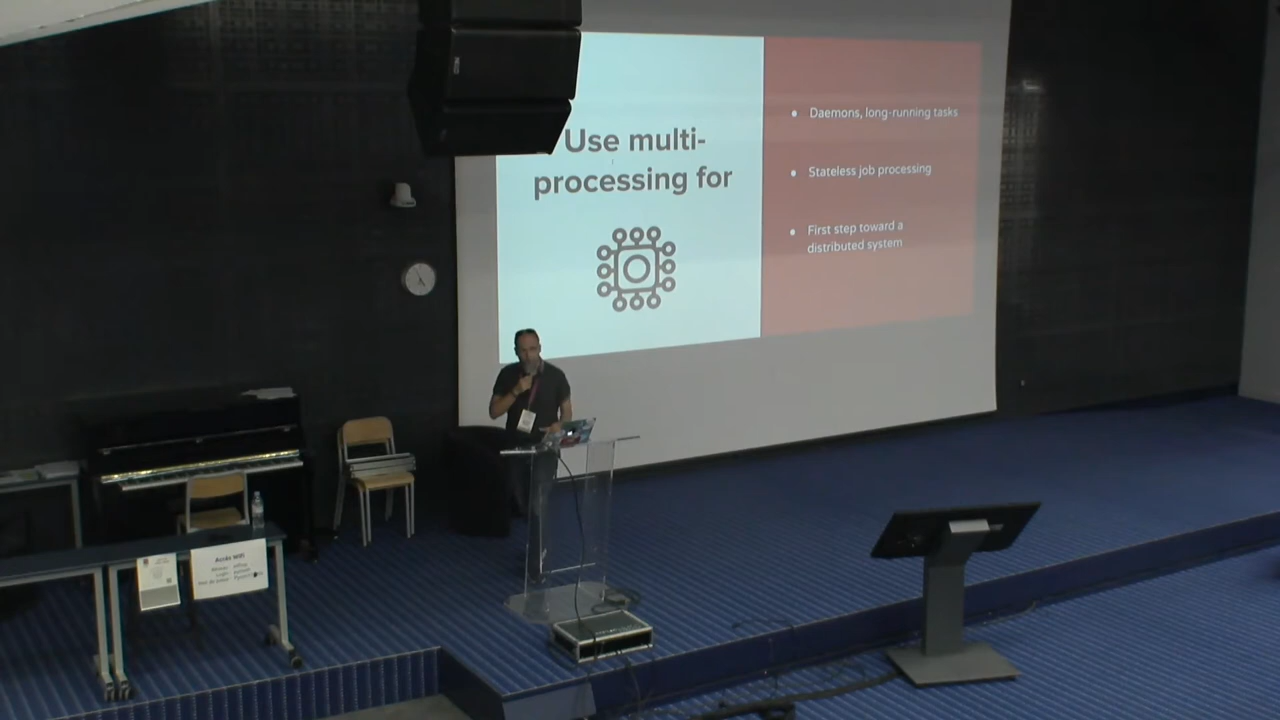 Use multi-
processing for
Daemons, long-running tasks
Stateless job processing
First step toward a
distributed system
Accès Wifi